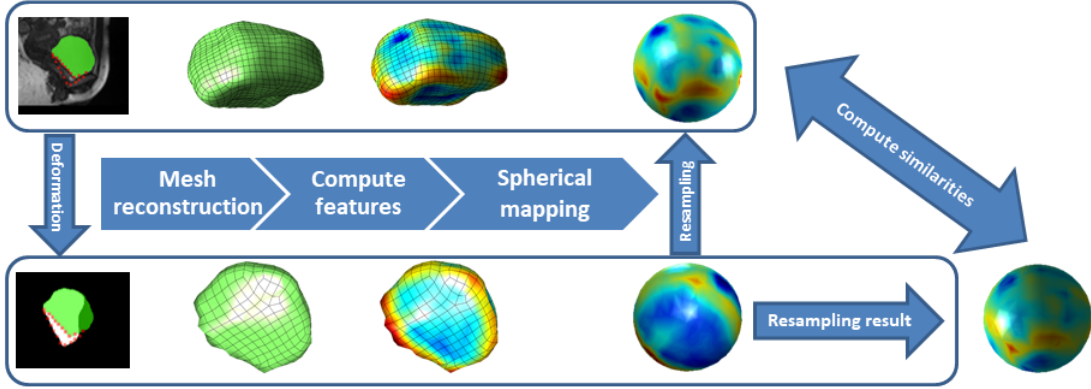 Deformation
Mesh
reconstruction
Compute
features
Spherical
mapping
Resampling
Compute similarities
Resampling result